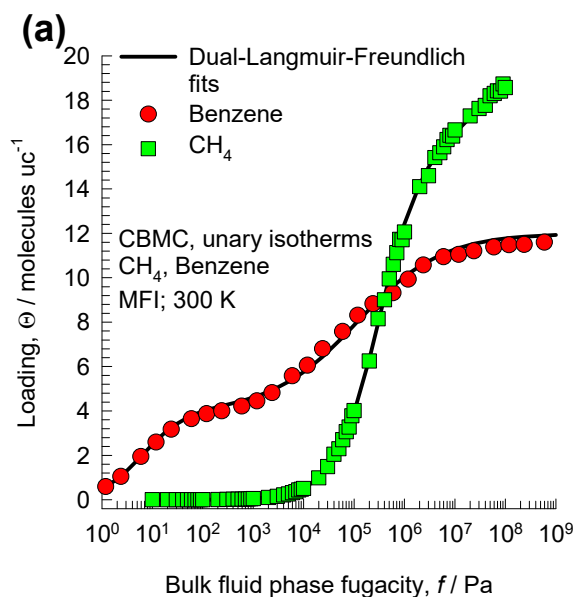 (a)
Dual-Langmuir-Freundlich
fits
Benzene
CH4
CBMC, unary isotherms
CH4, Benzene
MFI; 300 K
Loading, Θ / molecules uc-1
20
18
16
14
12
10
8
6
4
2
0
10^0 10^1 10^2 10^3 10^4 10^5 10^6 10^7 10^8 10^9
Bulk fluid phase fugacity, f / Pa